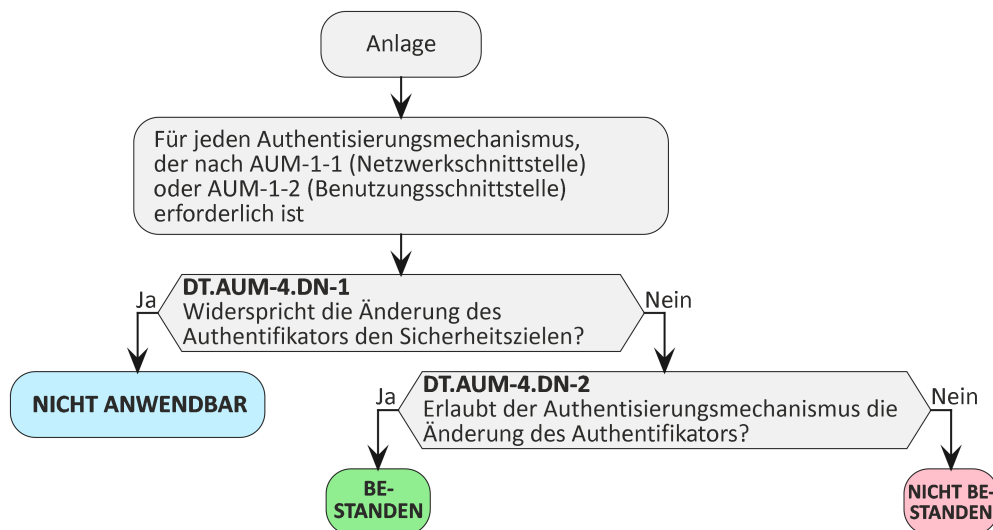 Anlage
Für jeden Authentisierungsmechanismus,
der nach AUM-1-1 (Netzwerkschnittstelle)
oder AUM-1-2 (Benutzungsschnittstelle)
erforderlich ist
DT.AUM-4.DN-1
Ja
Nein
Widerspricht die Änderung des
Authentifikators den Sicherheitszielen?
NICHT ANWENDBAR
DT.AUM-4.DN-2
Ja
Nein
Erlaubt der Authentisierungsmechanismus die
Änderung des Authentifikators?
BE-
STANDEN
NICHT BE-
STANDEN